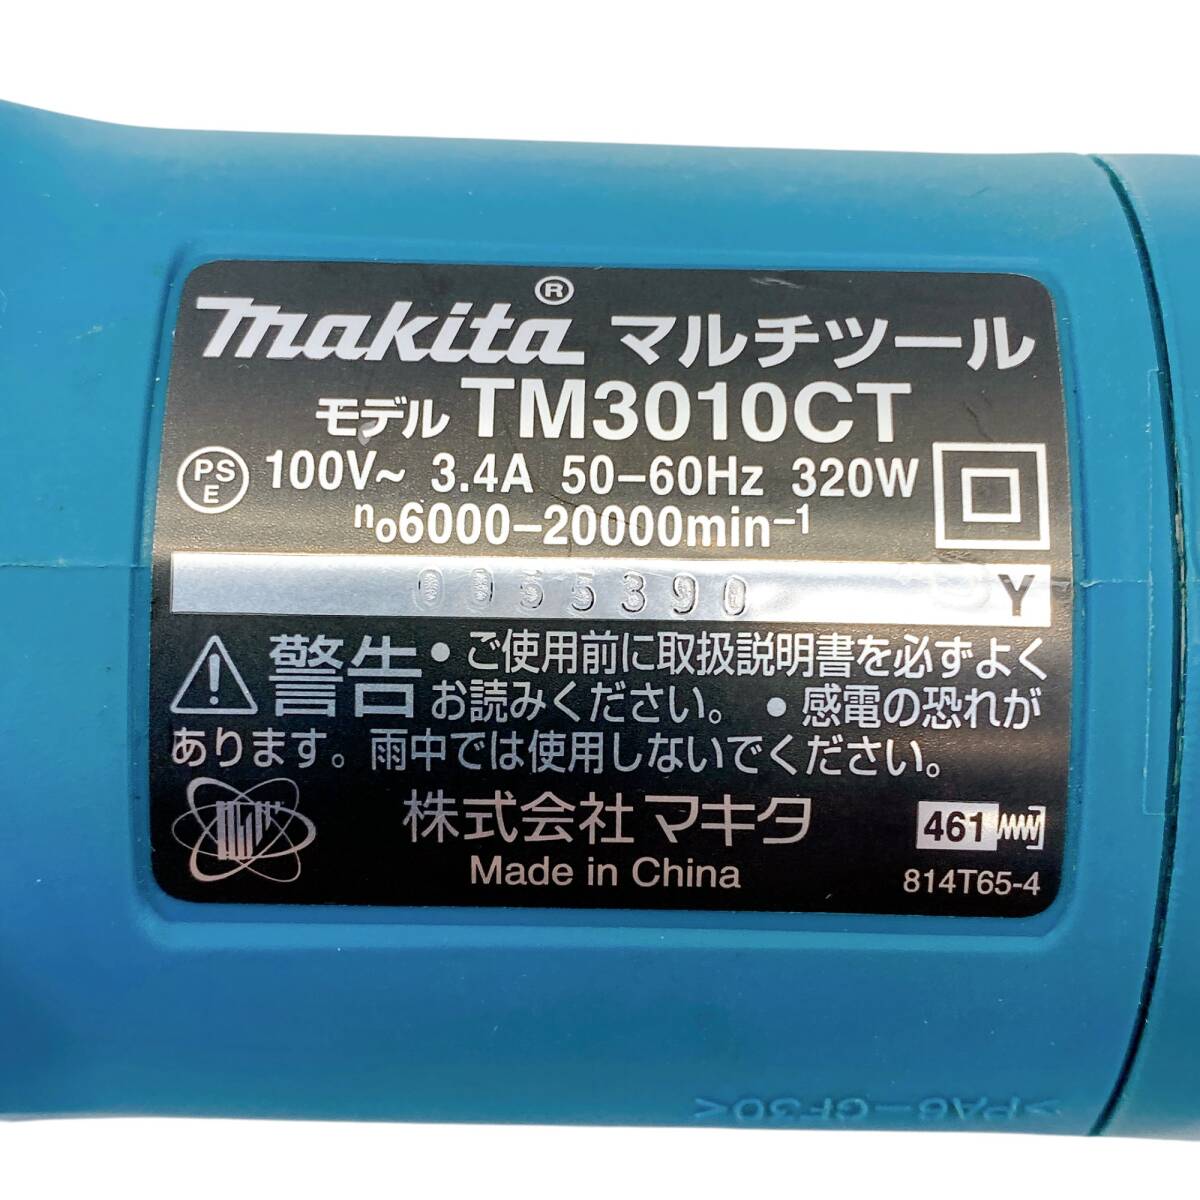 makita® マルチツール
モデル TM3010CT
PS E 100V~ 3.4A 50-60Hz 320W
no6000-20000min-1
0035390 Y
警告 • ご使用前に取扱説明書を必ずよく
お読みください。 • 感電の恐れが
あります。雨中では使用しないでください。
株式会社マキタ
461
Made in China
814T65-4
>PA6-GF30<